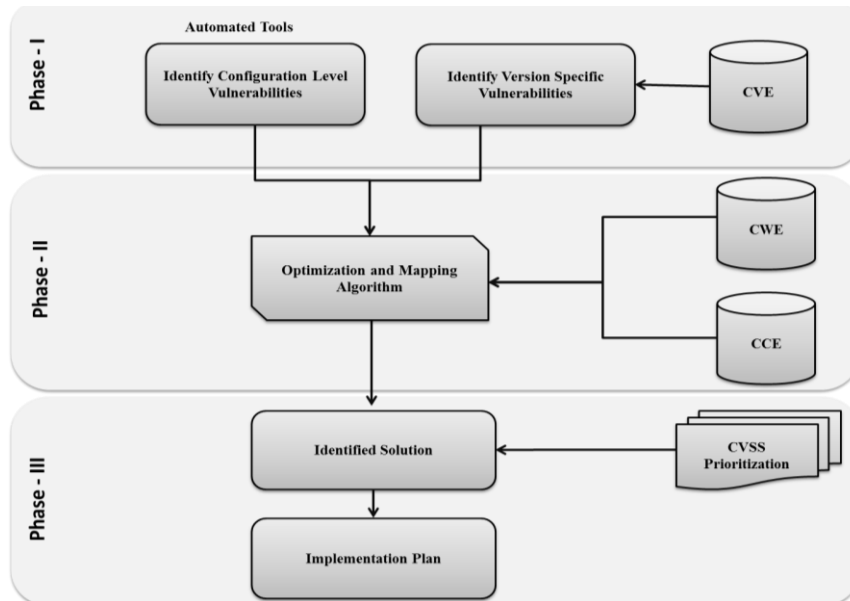 Phase - I
Automated Tools
Identify Configuration Level
Vulnerabilities
Identify Version Specific
Vulnerabilities
CVE
Phase - II
Optimization and Mapping
Algorithm
CWE
CCE
Phase - III
Identified Solution
CVSS
Prioritization
Implementation Plan